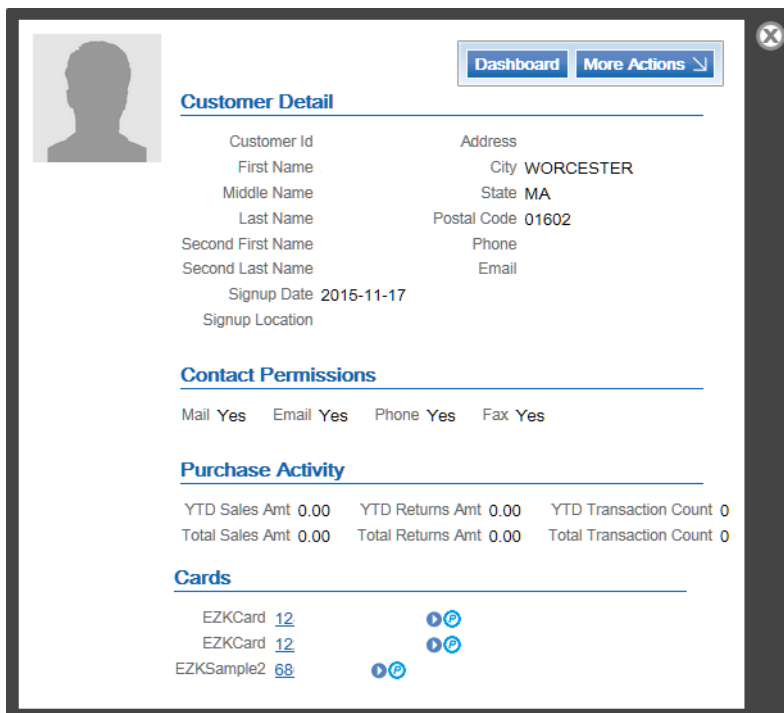 Dashboard More Actions
Customer Detail
Customer Id Address
First Name City WORCESTER
Middle Name State MA
Last Name Postal Code 01602
Second First Name Phone
Second Last Name Email
Signup Date 2015-11-17
Signup Location
Contact Permissions
Mail Yes Email Yes Phone Yes Fax Yes
Purchase Activity
YTD Sales Amt 0.00 YTD Returns Amt 0.00 YTD Transaction Count 0
Total Sales Amt 0.00 Total Returns Amt 0.00 Total Transaction Count 0
Cards
EZKCard 12 P
EZKCard 12 P
EZKSample2 68 P